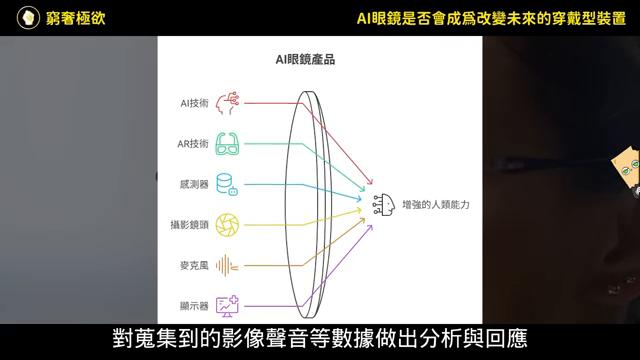 窮奢極欲
AI眼鏡是否會成爲改變未來的穿戴型裝置
AI眼鏡產品
AI技術
AR技術
感測器
攝影鏡頭
增強的人類能力
麥克風
顯示器
對蒐集到的影像聲音等數據做出分析與回應